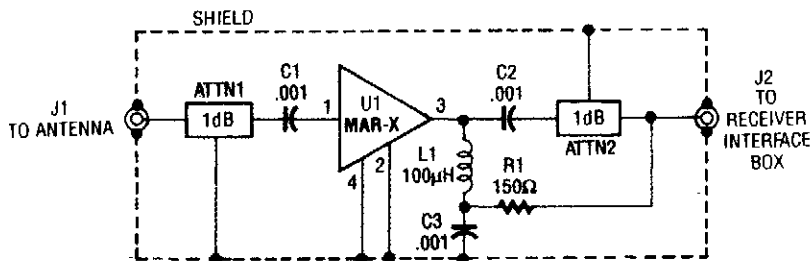 SHIELD
J1
TO ANTENNA
ATTN1
1dB
C1
.001
1
U1
MAR-X
3
4
2
C2
.001
1dB
ATTN2
L1
100µH
R1
150Ω
C3
.001
J2
TO
RECEIVER
INTERFACE
BOX